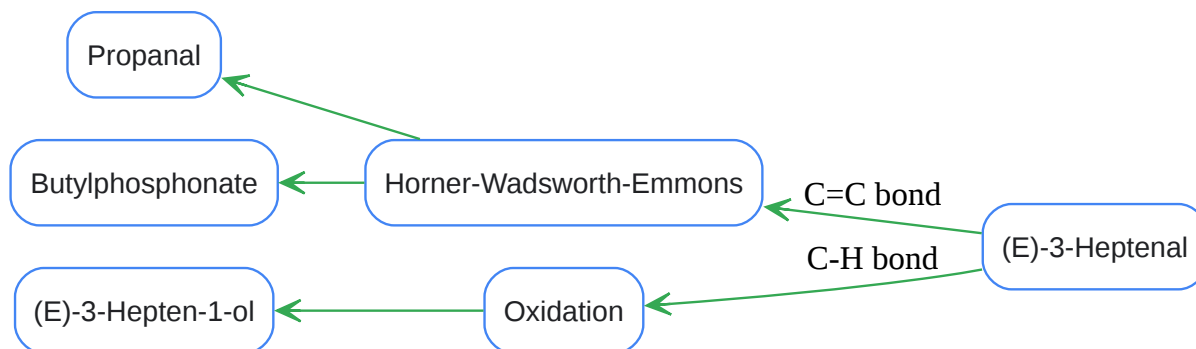 Propanal
Butylphosphonate
Horner-Wadsworth-Emmons
C=C bond
(E)-3-Heptenal
C-H bond
(E)-3-Hepten-1-ol
Oxidation